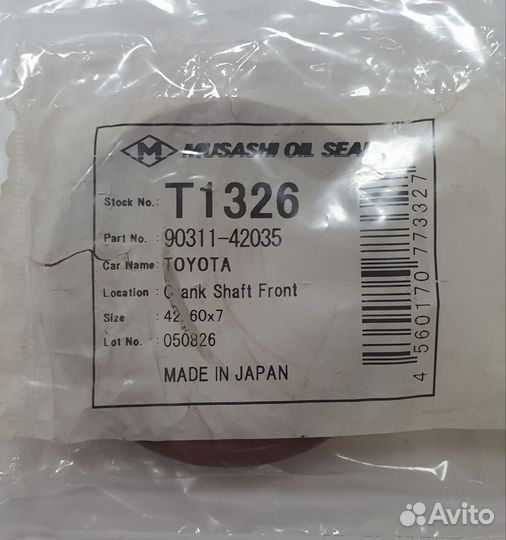 M MUSASHI OIL SEAL
Stock No.: T1326
Part No. : 90311-42035
Car Name: TOYOTA
Location : Crank Shaft Front
Size : 42 60x7
Lot No. : 050826
MADE IN JAPAN
4 560170 773327
Avito